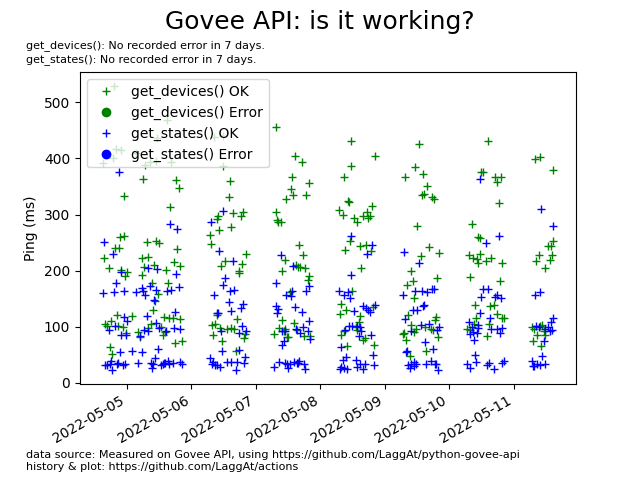 Govee API: is it working?
get_devices(): No recorded error in 7 days.
get_states(): No recorded error in 7 days.
get_devices() OK
get_devices() Error
get_states() OK
get_states() Error
Ping (ms)
500
400
300
200
100
0
2022-05-05
2022-05-06
2022-05-07
2022-05-08
2022-05-09
2022-05-10
2022-05-11
data source: Measured on Govee API, using https://github.com/LaggAt/python-govee-api
history & plot: https://github.com/LaggAt/actions